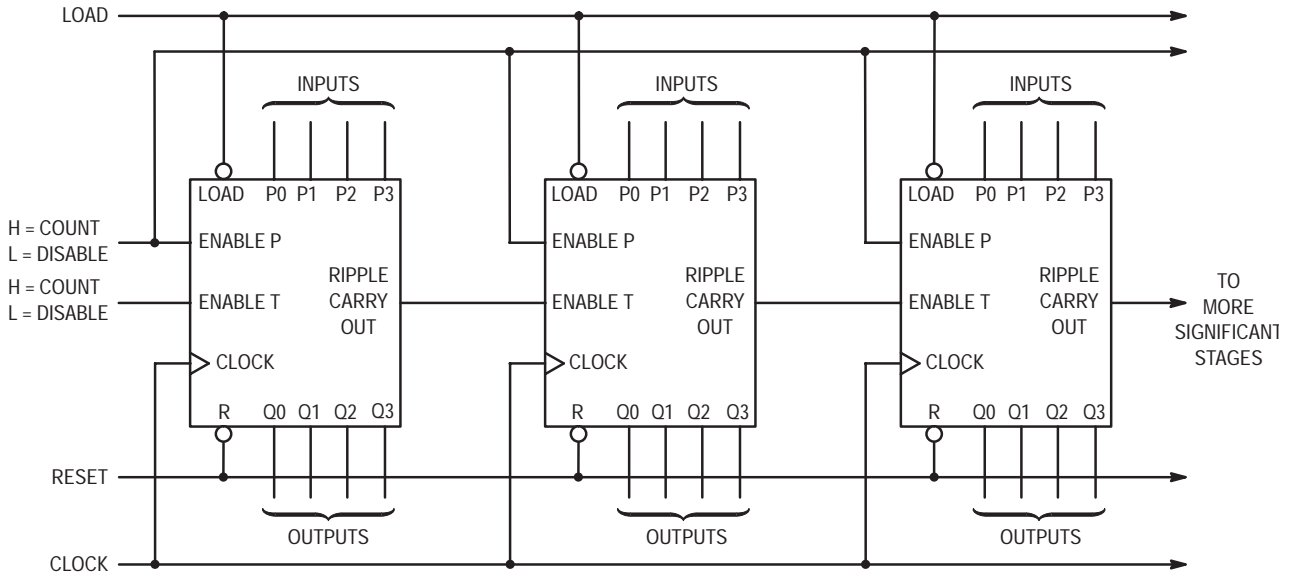 LOAD
INPUTS
INPUTS
INPUTS
LOAD P0 P1 P2 P3
LOAD P0 P1 P2 P3
LOAD P0 P1 P2 P3
H = COUNT
L = DISABLE
ENABLE P
ENABLE P
ENABLE P
H = COUNT
L = DISABLE
ENABLE T
RIPPLE
CARRY
OUT
ENABLE T
RIPPLE
CARRY
OUT
ENABLE T
RIPPLE
CARRY
OUT
TO
MORE
SIGNIFICANT
STAGES
CLOCK
CLOCK
CLOCK
R Q0 Q1 Q2 Q3
R Q0 Q1 Q2 Q3
R Q0 Q1 Q2 Q3
RESET
OUTPUTS
OUTPUTS
OUTPUTS
CLOCK